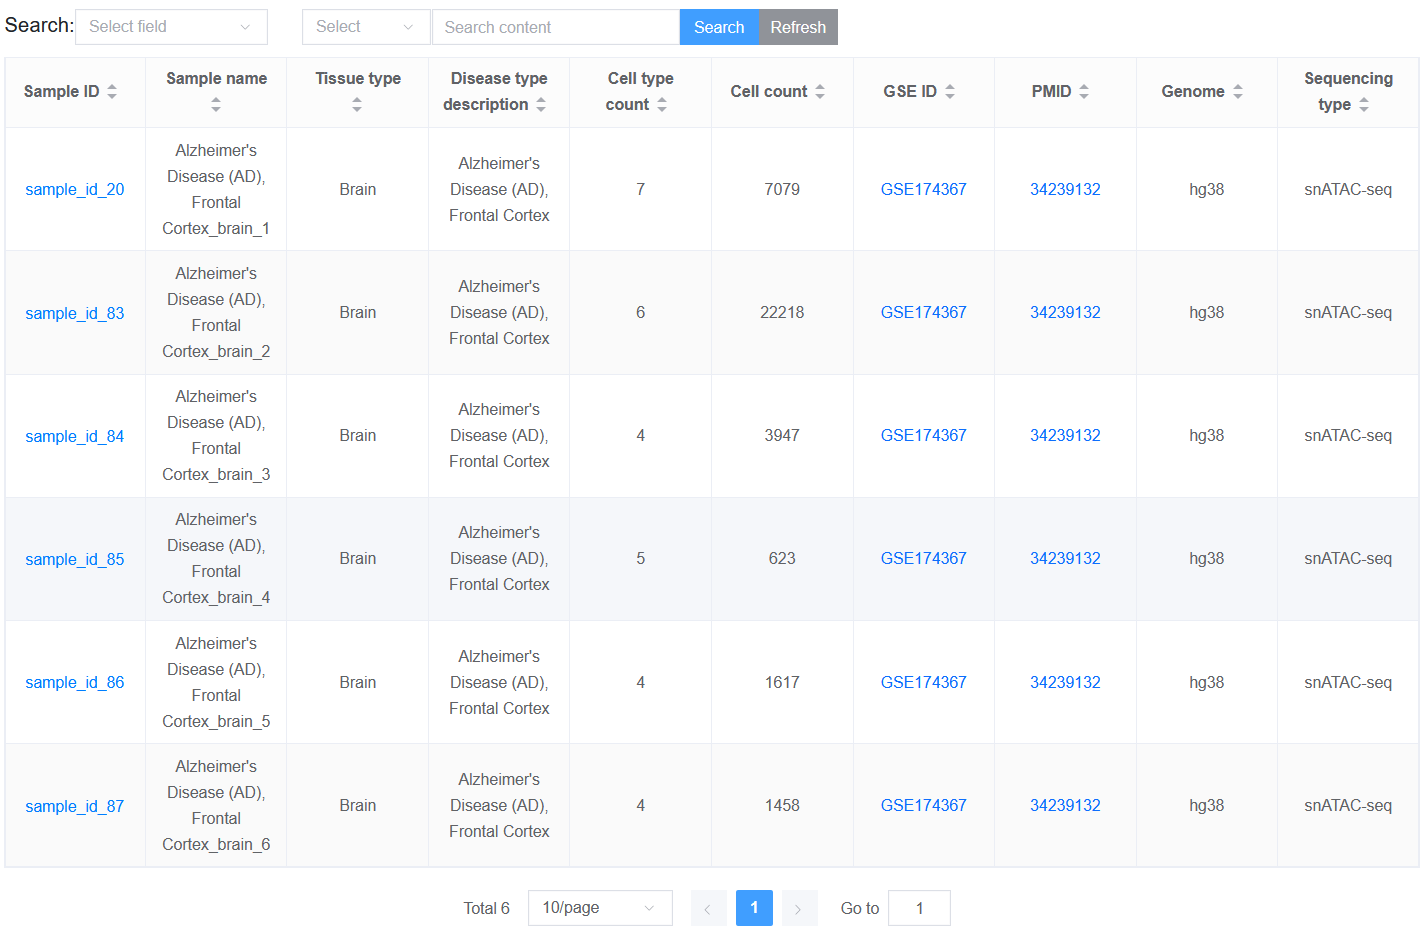 Search: Select field Select Search content Search Refresh
Sample ID Sample name Tissue type Disease type description Cell type count Cell count GSE ID PMID Genome Sequencing type
sample_id_20 Alzheimer's Disease (AD), Frontal Cortex_brain_1 Brain Alzheimer's Disease (AD), Frontal Cortex 7 7079 GSE174367 34239132 hg38 snATAC-seq
sample_id_83 Alzheimer's Disease (AD), Frontal Cortex_brain_2 Brain Alzheimer's Disease (AD), Frontal Cortex 6 22218 GSE174367 34239132 hg38 snATAC-seq
sample_id_84 Alzheimer's Disease (AD), Frontal Cortex_brain_3 Brain Alzheimer's Disease (AD), Frontal Cortex 4 3947 GSE174367 34239132 hg38 snATAC-seq
sample_id_85 Alzheimer's Disease (AD), Frontal Cortex_brain_4 Brain Alzheimer's Disease (AD), Frontal Cortex 5 623 GSE174367 34239132 hg38 snATAC-seq
sample_id_86 Alzheimer's Disease (AD), Frontal Cortex_brain_5 Brain Alzheimer's Disease (AD), Frontal Cortex 4 1617 GSE174367 34239132 hg38 snATAC-seq
sample_id_87 Alzheimer's Disease (AD), Frontal Cortex_brain_6 Brain Alzheimer's Disease (AD), Frontal Cortex 4 1458 GSE174367 34239132 hg38 snATAC-seq
Total 6 10/page 1 Go to 1